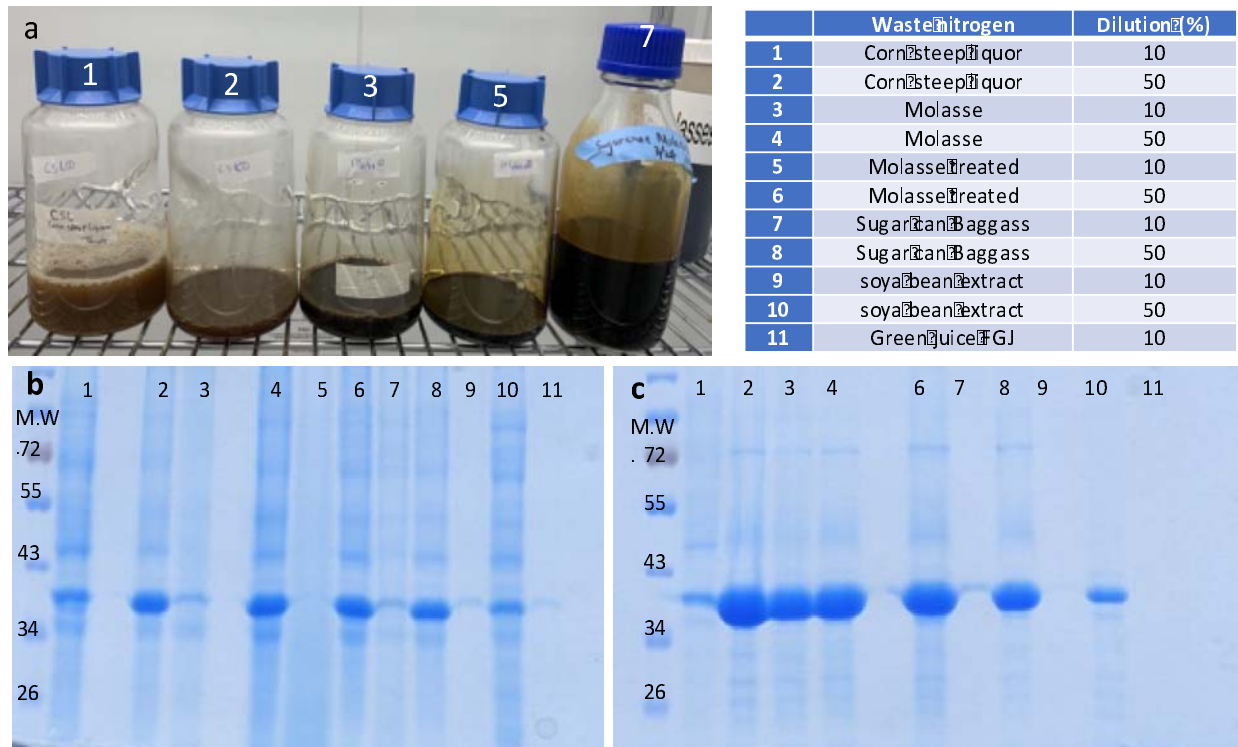 a
1
2
3
5
7
CSL
Sugarcane
Waste⍰nitrogen Dilution⍰(%)
1 Corn⍰steep⍰liquor 10
2 Corn⍰steep⍰liquor 50
3 Molasse 10
4 Molasse 50
5 Molasse⍰treated 10
6 Molasse⍰treated 50
7 Sugar⍰can⍰Baggass 10
8 Sugar⍰can⍰Baggass 50
9 soya⍰bean⍰extract 10
10 soya⍰bean⍰extract 50
11 Green⍰juice⍰FGJ 10
b 1 2 3 4 5 6 7 8 9 10 11
M.W
.72
55
43
34
26
c 1 2 3 4 6 7 8 9 10 11
M.W
. 72
55
43
34
26